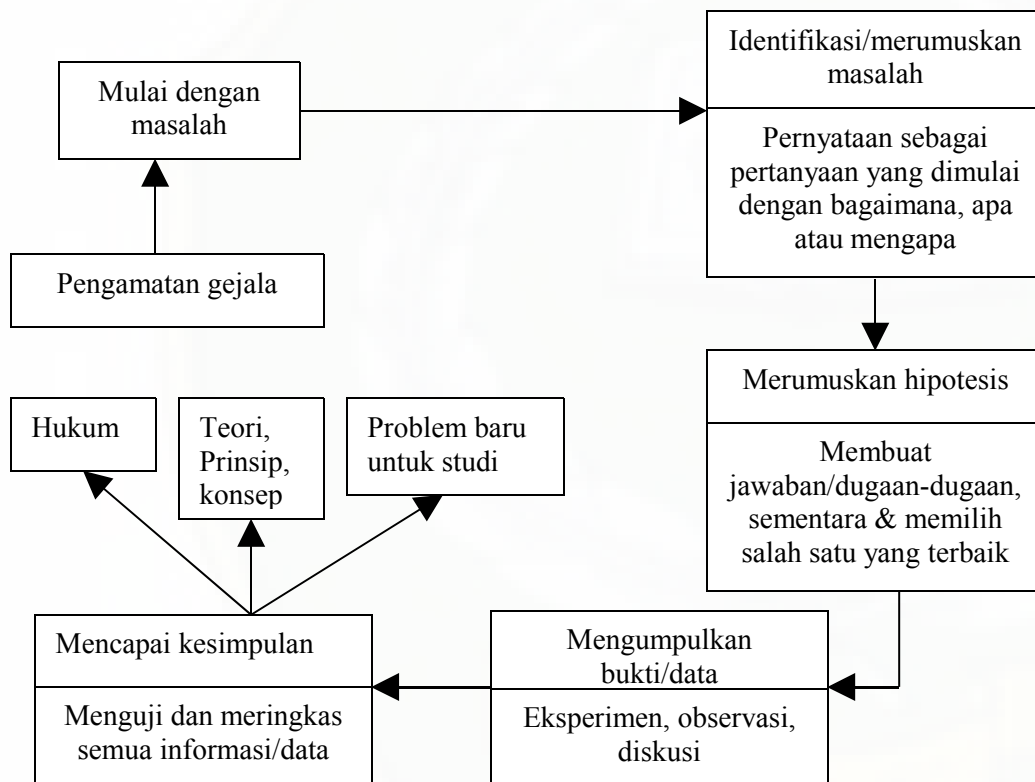 Pengamatan gejala
Mulai dengan
masalah
Identifikasi/merumuskan
masalah
Pernyataan sebagai
pertanyaan yang dimulai
dengan bagaimana, apa
atau mengapa
Merumuskan hipotesis
Membuat
jawaban/dugaan-dugaan,
sementara & memilih
salah satu yang terbaik
Mengumpulkan
bukti/data
Eksperimen, observasi,
diskusi
Mencapai kesimpulan
Menguji dan meringkas
semua informasi/data
Hukum
Teori,
Prinsip,
konsep
Problem baru
untuk studi